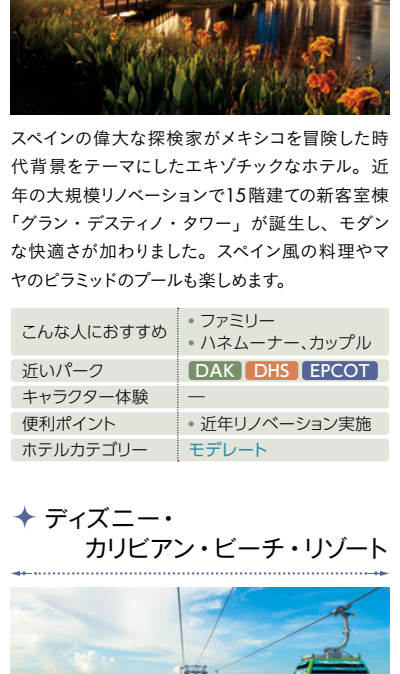 スペインの偉大な探検家がメキシコを冒険した時
代背景をテーマにしたエキゾチックなホテル。近
年の大規模リノベーションで15階建ての新客室棟
「グラン・デスティノ・タワー」が誕生し、モダン
な快適さが加わりました。スペイン風の料理やマ
ヤのピラミッドのプールも楽しめます。
こんな人におすすめ
• ファミリー
• ハネムーナー、カップル
近いパーク DAK DHS EPCOT
キャラクター体験 —
便利ポイント • 近年リノベーション実施
ホテルカテゴリー モデレート
ディズニー・
カリビアン・ビーチ・リゾート